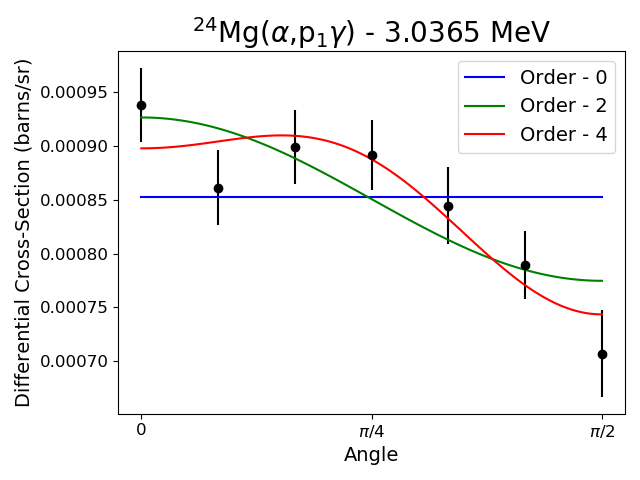 ²⁴Mg(α,p₁γ) - 3.0365 MeV
Order - 0
Order - 2
Order - 4
Differential Cross-Section (barns/sr)
0.00095
0.00090
0.00085
0.00080
0.00075
0.00070
0
π/4
π/2
Angle